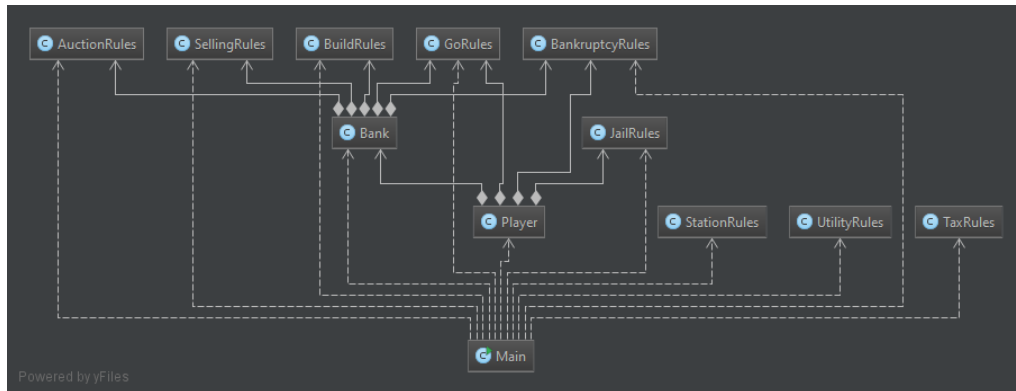 AuctionRules
SellingRules
BuildRules
GoRules
BankruptcyRules
Bank
JailRules
Player
StationRules
UtilityRules
TaxRules
Main
Powered by yFiles